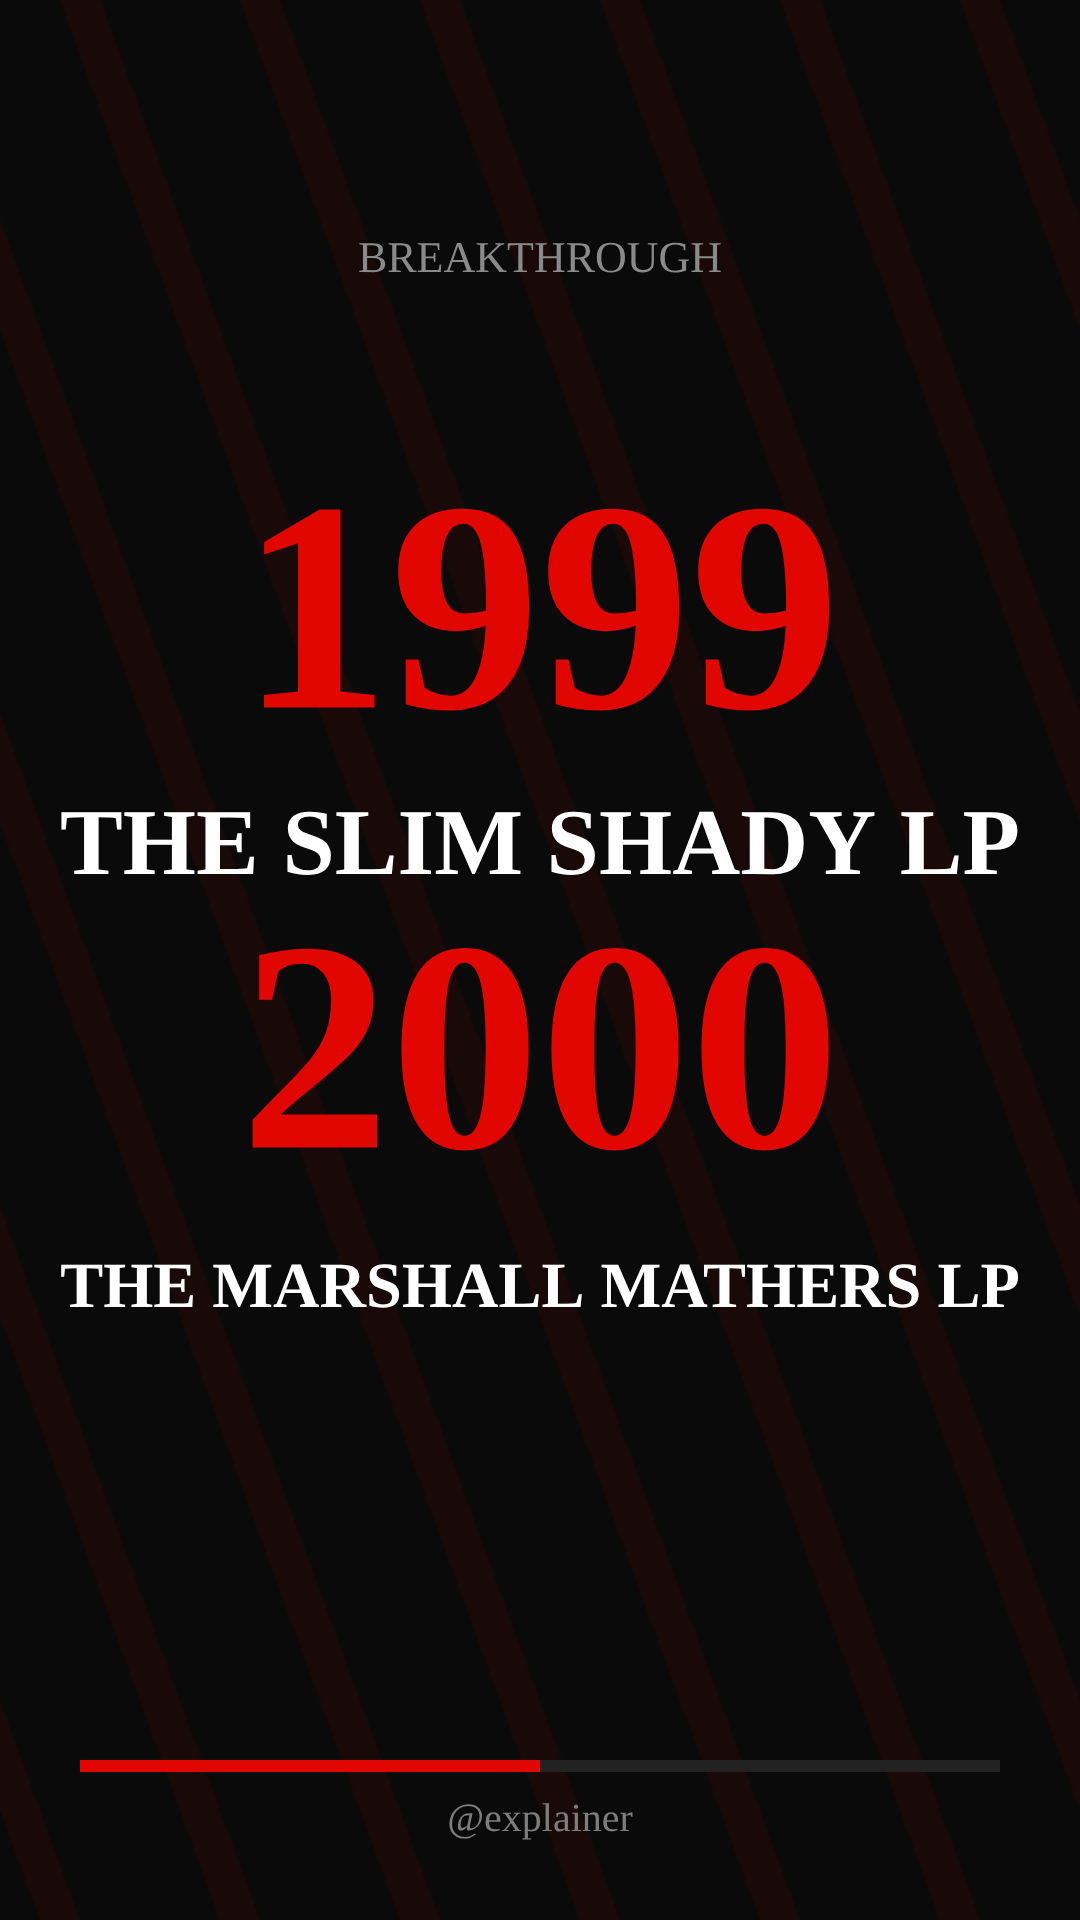 BREAKTHROUGH
1999
THE SLIM SHADY LP
2000
THE MARSHALL MATHERS LP
@explainer